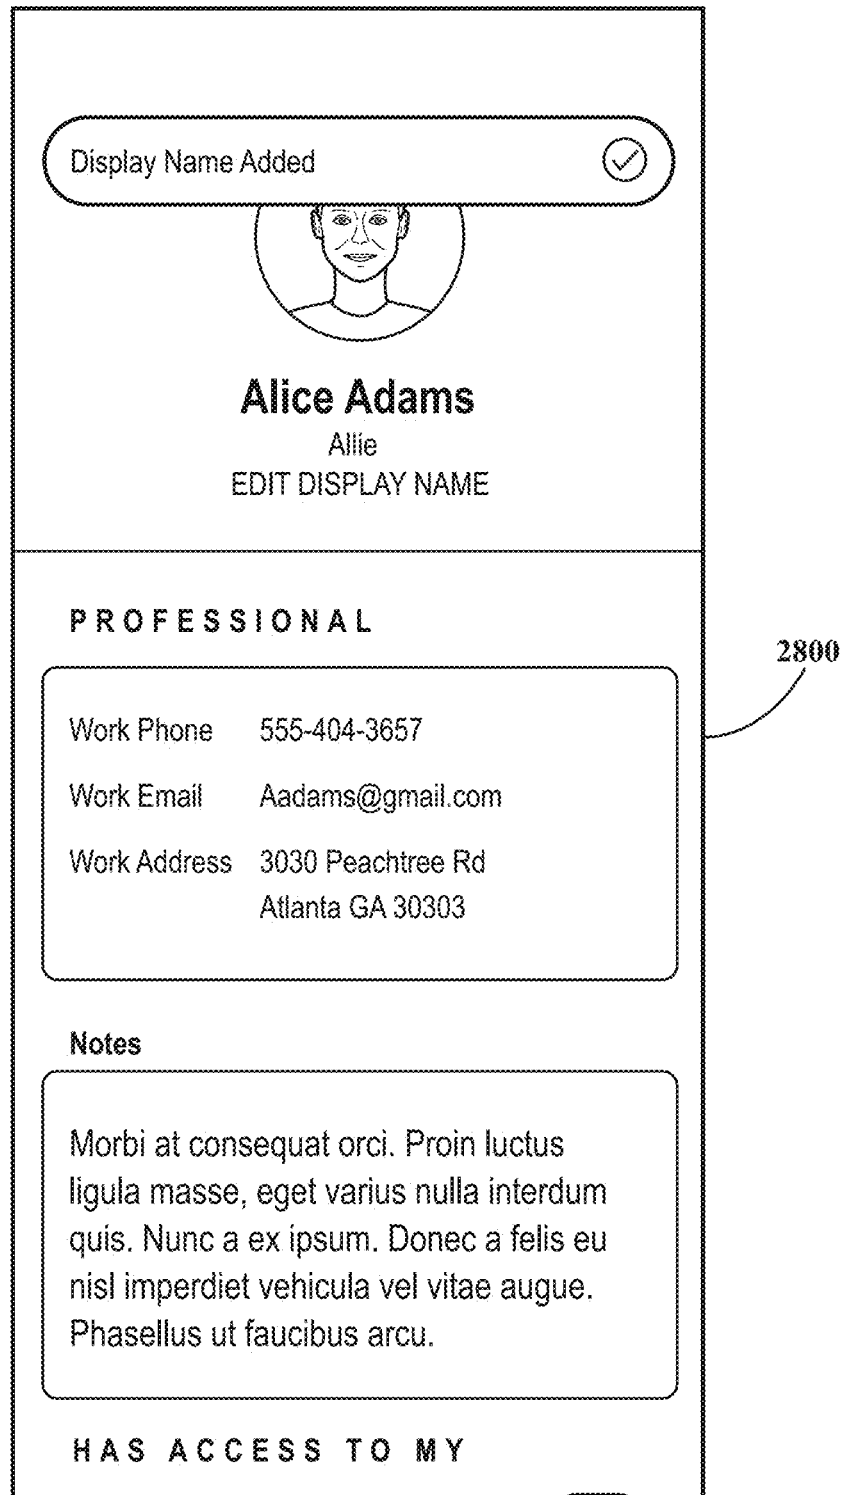 Display Name Added
Alice Adams
Allie
EDIT DISPLAY NAME
PROFESSIONAL
2800
Work Phone 555-404-3657
Work Email Aadams@gmail.com
Work Address 3030 Peachtree Rd
Atlanta GA 30303
Notes
Morbi at consequat orci. Proin luctus
ligula masse, eget varius nulla interdum
quis. Nunc a ex ipsum. Donec a felis eu
nisl imperdiet vehicula vel vitae augue.
Phasellus ut faucibus arcu.
HAS ACCESS TO MY